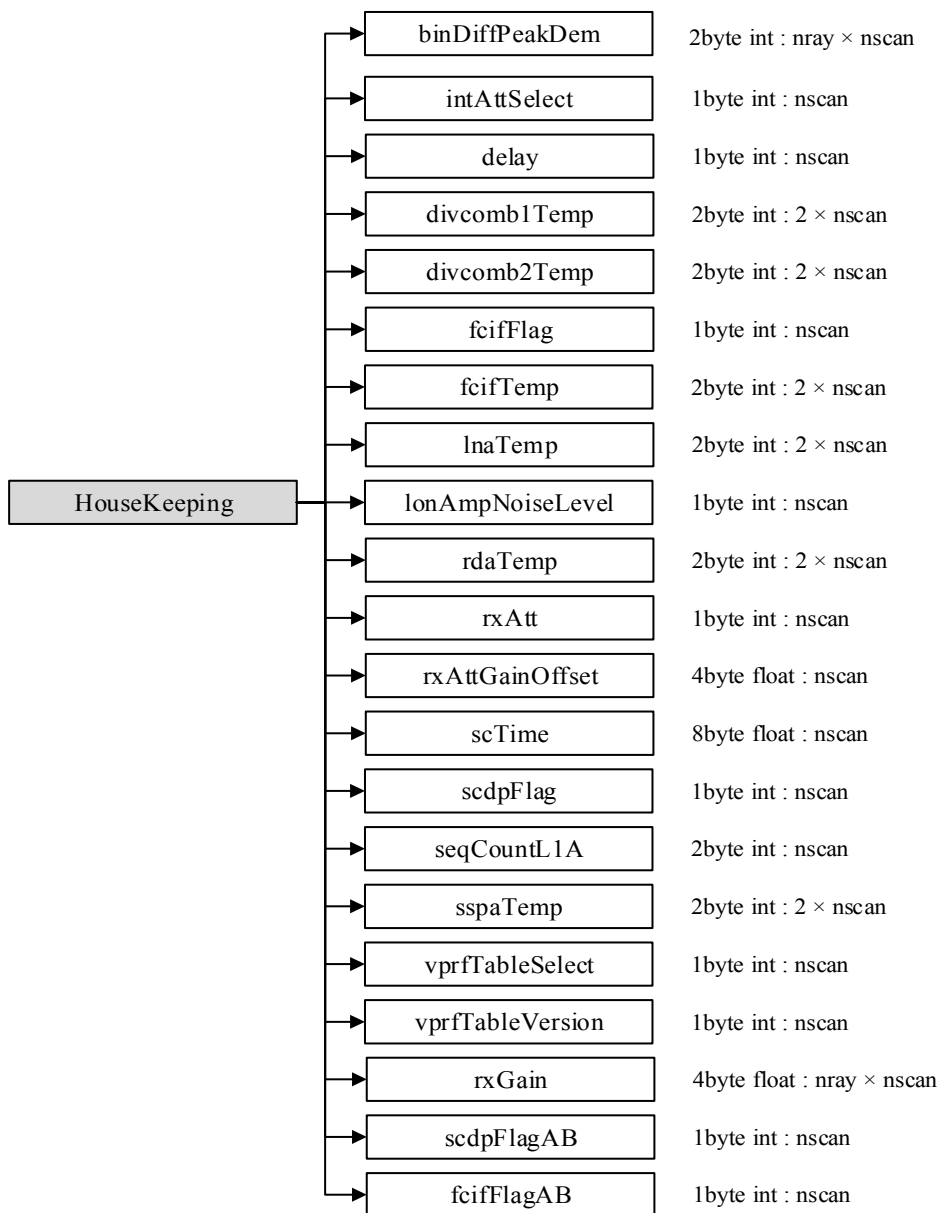 binDiffPeakDem 2byte int : nray × nscan
intAttSelect 1byte int : nscan
delay 1byte int : nscan
divcomb1Temp 2byte int : 2 × nscan
divcomb2Temp 2byte int : 2 × nscan
fcifFlag 1byte int : nscan
fcifTemp 2byte int : 2 × nscan
lnaTemp 2byte int : 2 × nscan
HouseKeeping lonAmpNoiseLevel 1byte int : nscan
rdaTemp 2byte int : 2 × nscan
rxAtt 1byte int : nscan
rxAttGainOffset 4byte float : nscan
scTime 8byte float : nscan
scdpFlag 1byte int : nscan
seqCountL1A 2byte int : nscan
sspaTemp 2byte int : 2 × nscan
vprfTableSelect 1byte int : nscan
vprfTableVersion 1byte int : nscan
rxGain 4byte float : nray × nscan
scdpFlagAB 1byte int : nscan
fcifFlagAB 1byte int : nscan